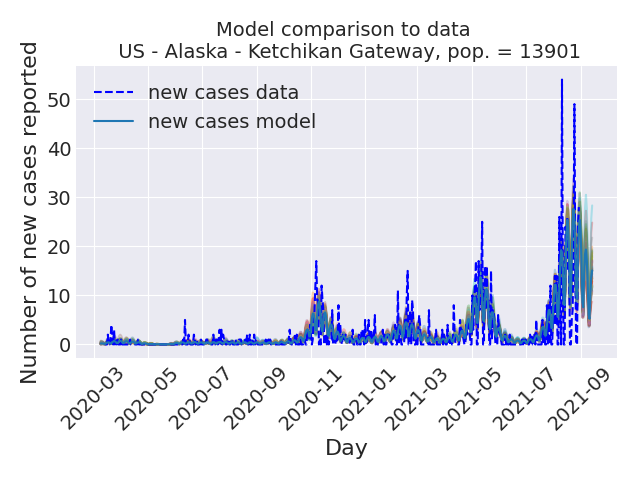 Model comparison to data
US - Alaska - Ketchikan Gateway, pop. = 13901
Number of new cases reported
50
40
30
20
10
0
new cases data
new cases model
2020-03
2020-05
2020-07
2020-09
2020-11
2021-01
2021-03
2021-05
2021-07
2021-09
Day